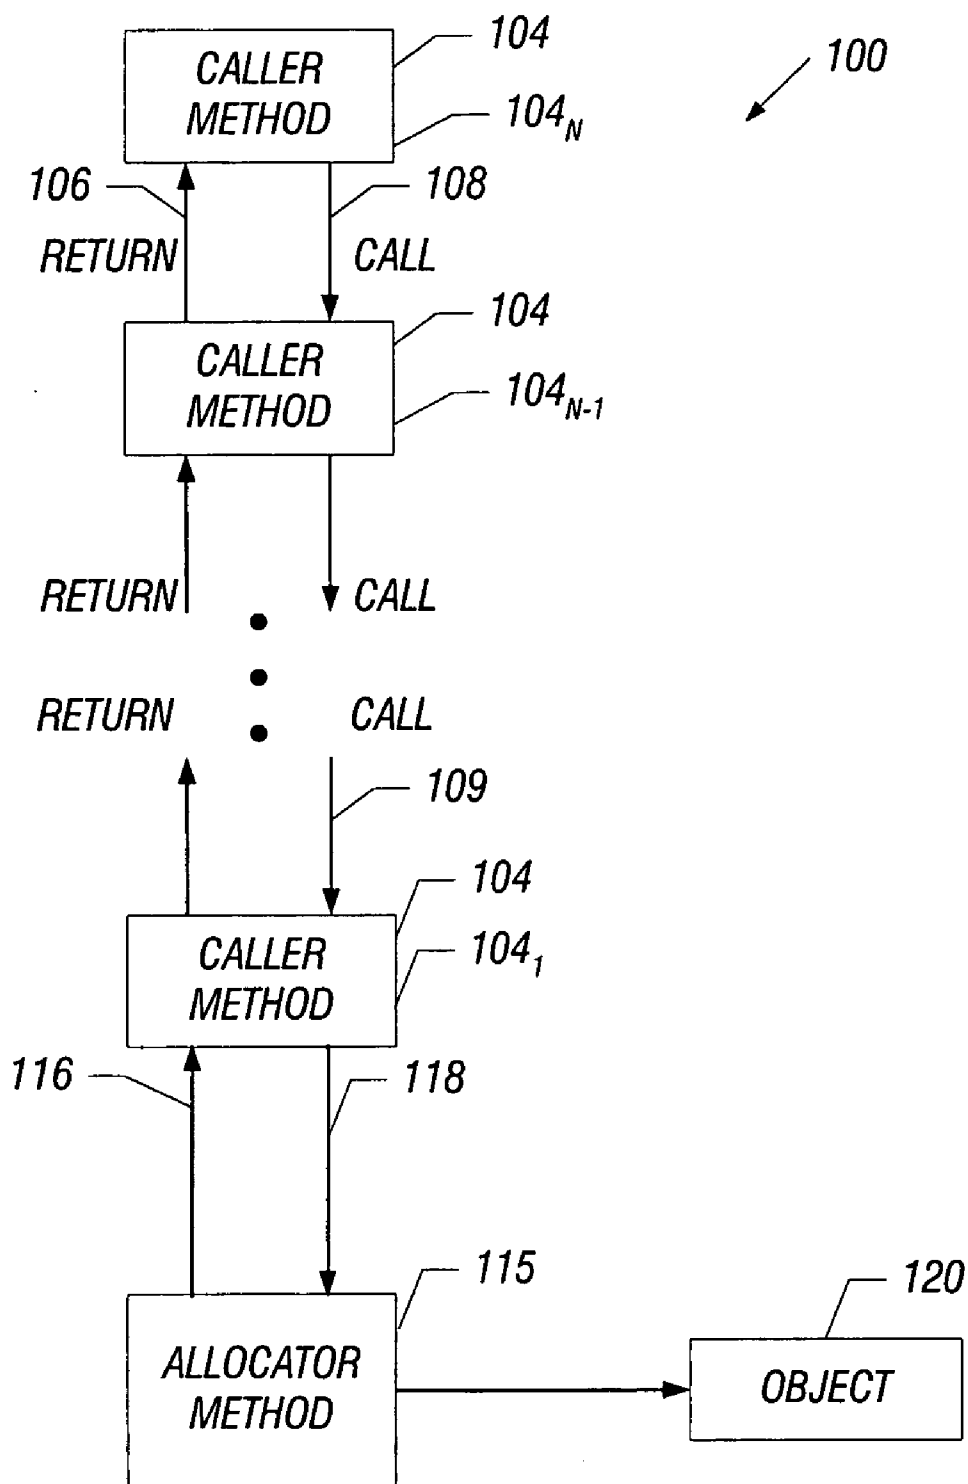 CALLER
METHOD
104
104N
100
106
108
RETURN
CALL
CALLER
METHOD
104
104N-1
RETURN
CALL
RETURN
CALL
109
CALLER
METHOD
104
1041
116
118
115
ALLOCATOR
METHOD
120
OBJECT